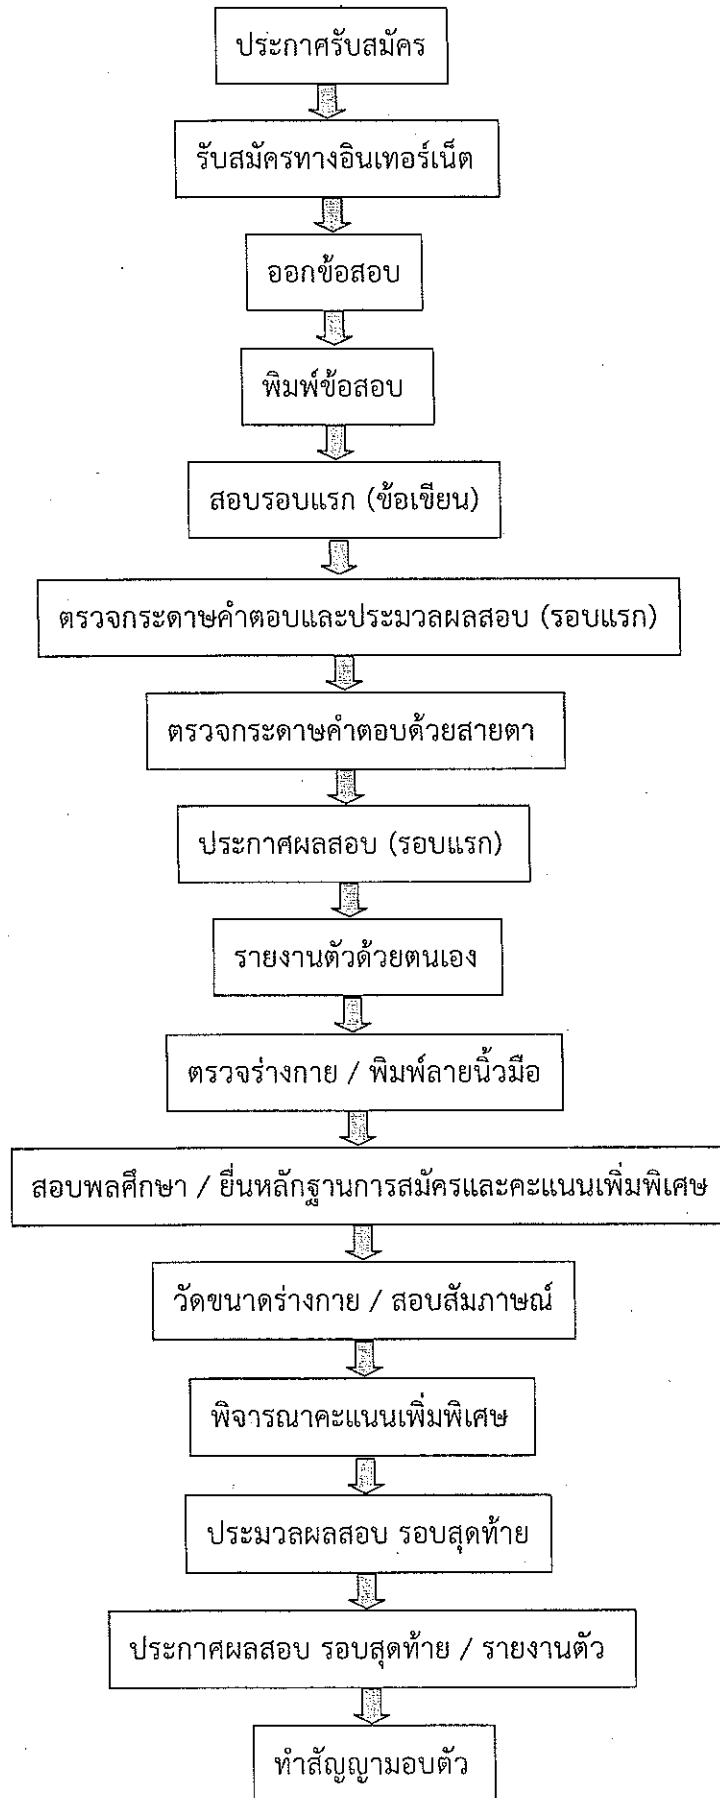 ประกาศรับสมัคร
รับสมัครทางอินเทอร์เน็ต
ออกข้อสอบ
พิมพ์ข้อสอบ
สอบรอบแรก (ข้อเขียน)
ตรวจกระดาษคำตอบและประมวลผลสอบ (รอบแรก)
ตรวจกระดาษคำตอบด้วยสายตา
ประกาศผลสอบ (รอบแรก)
รายงานตัวด้วยตนเอง
ตรวจร่างกาย / พิมพ์ลายนิ้วมือ
สอบพลศึกษา / ยื่นหลักฐานการสมัครและคะแนนเพิ่มพิเศษ
วัดขนาดร่างกาย / สอบสัมภาษณ์
พิจารณาคะแนนเพิ่มพิเศษ
ประมวลผลสอบ รอบสุดท้าย
ประกาศผลสอบ รอบสุดท้าย / รายงานตัว
ทำสัญญามอบตัว